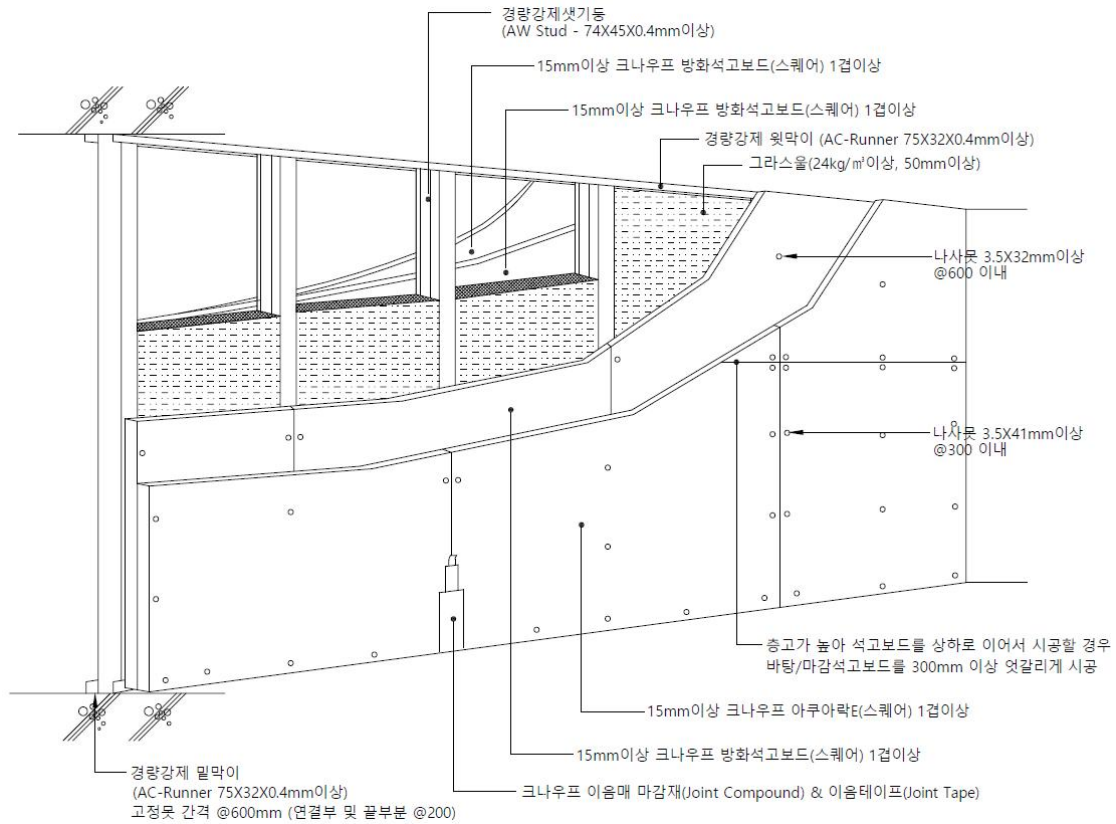 경량강제샛기둥
(AW Stud - 74X45X0.4mm이상)
15mm이상 크나우프 방화석고보드(스퀘어) 1겹이상
15mm이상 크나우프 방화석고보드(스퀘어) 1겹이상
경량강제 윗막이 (AC-Runner 75X32X0.4mm이상)
그라스울(24kg/㎥이상, 50mm이상)
나사못 3.5X32mm이상
@600 이내
나사못 3.5X41mm이상
@300 이내
층고가 높아 석고보드를 상하로 이어서 시공할 경우
바탕/마감석고보드를 300mm 이상 엇갈리게 시공
15mm이상 크나우프 아쿠아락E(스퀘어) 1겹이상
15mm이상 크나우프 방화석고보드(스퀘어) 1겹이상
크나우프 이음매 마감재(Joint Compound) & 이음테이프(Joint Tape)
경량강제 밑막이
(AC-Runner 75X32X0.4mm이상)
고정못 간격 @600mm (연결부 및 끝부분 @200)